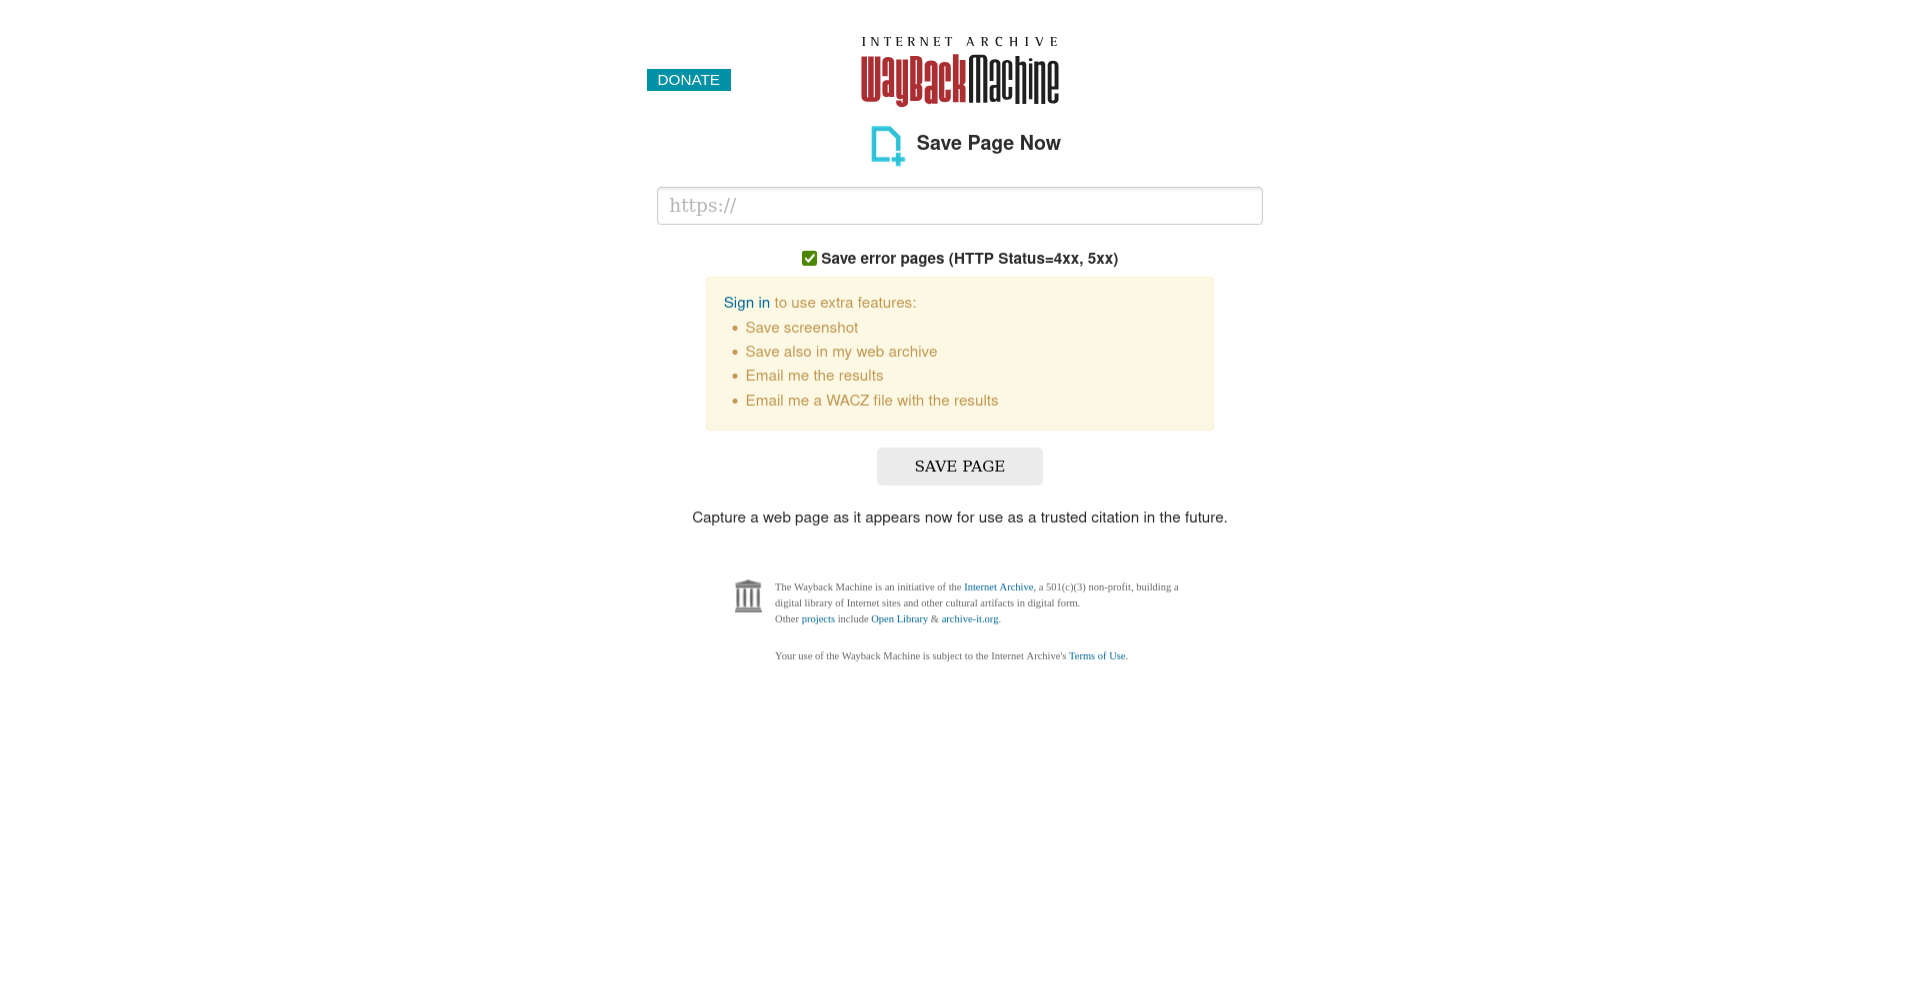 INTERNET ARCHIVE
DONATE
WayBackMachine
Save Page Now
https://
Save error pages (HTTP Status=4xx, 5xx)
Sign in to use extra features:
• Save screenshot
• Save also in my web archive
• Email me the results
• Email me a WACZ file with the results
SAVE PAGE
Capture a web page as it appears now for use as a trusted citation in the future.
The Wayback Machine is an initiative of the Internet Archive, a 501(c)(3) non-profit, building a
digital library of Internet sites and other cultural artifacts in digital form.
Other projects include Open Library & archive-it.org.
Your use of the Wayback Machine is subject to the Internet Archive's Terms of Use.